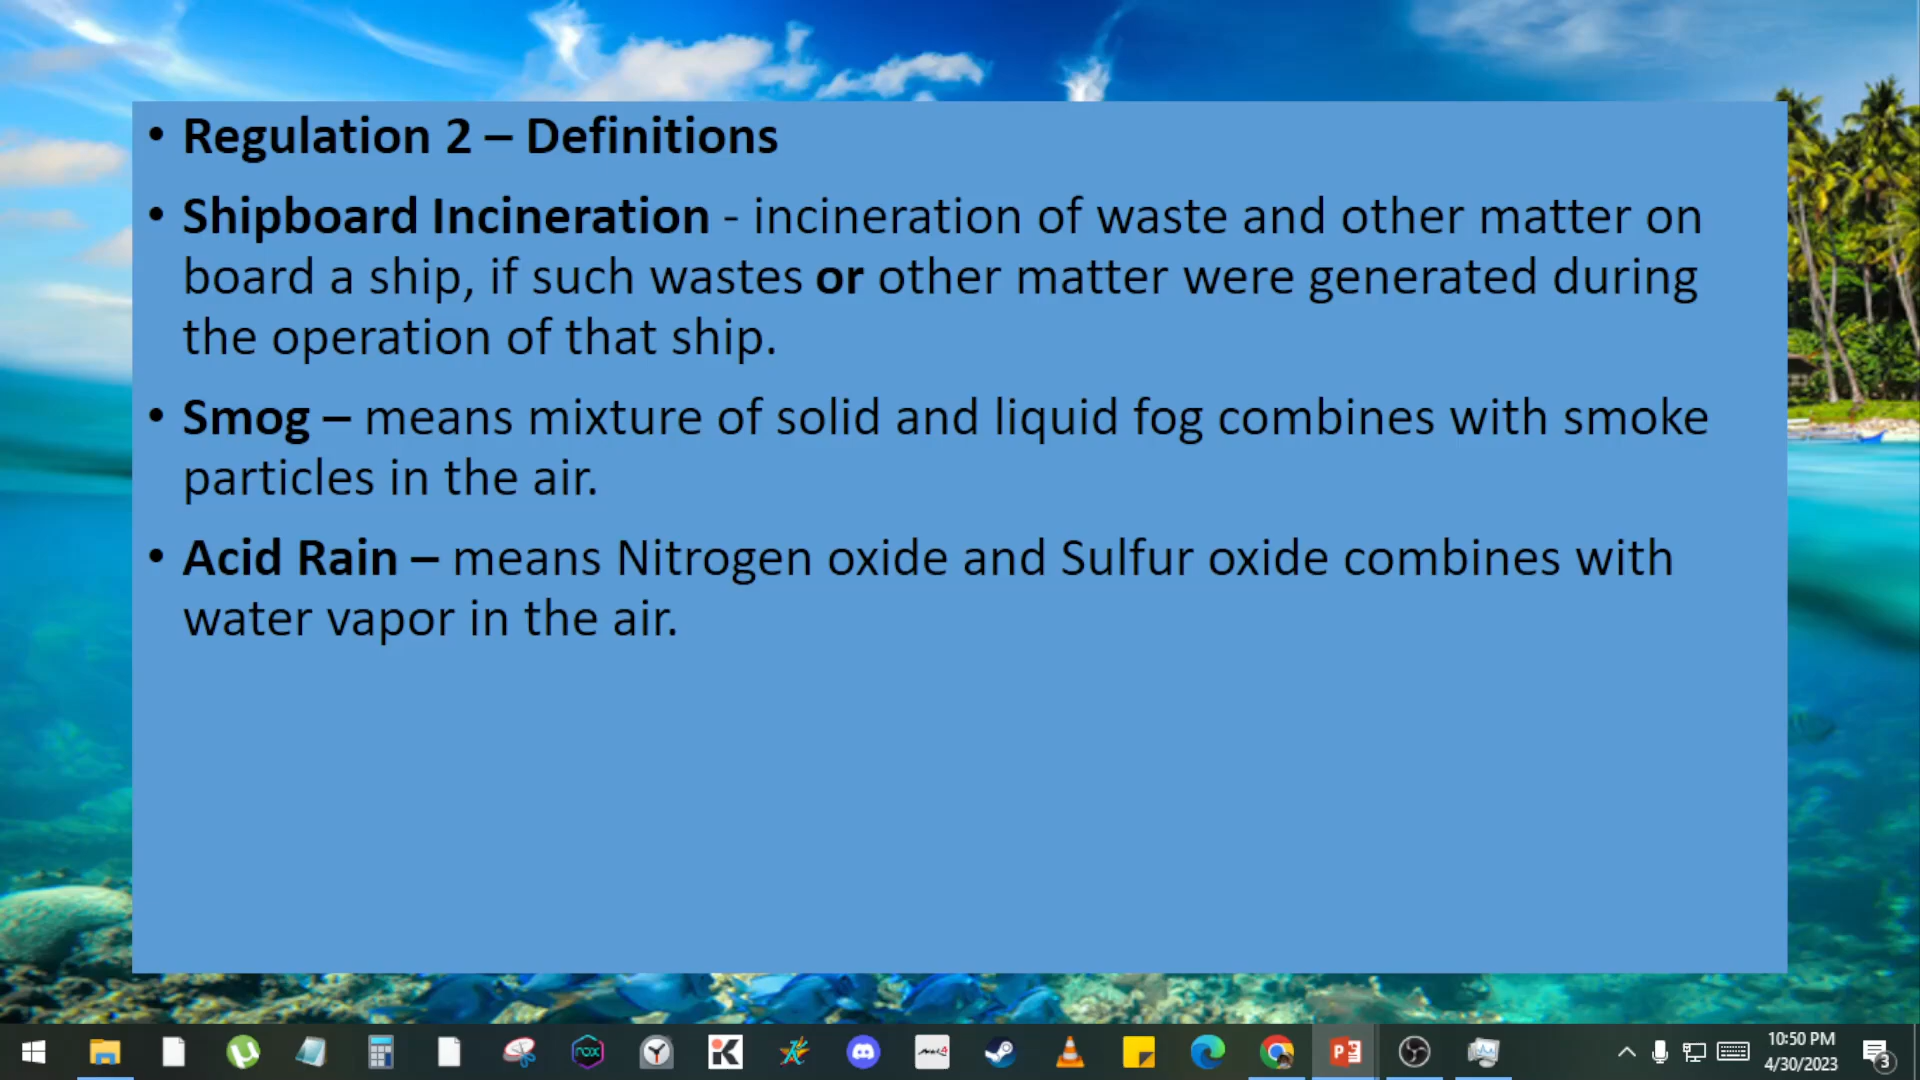 • Regulation 2 – Definitions
• Shipboard Incineration - incineration of waste and other matter on
board a ship, if such wastes or other matter were generated during
the operation of that ship.
• Smog – means mixture of solid and liquid fog combines with smoke
particles in the air.
• Acid Rain – means Nitrogen oxide and Sulfur oxide combines with
water vapor in the air.
nox
10:50 PM
4/30/2023
3